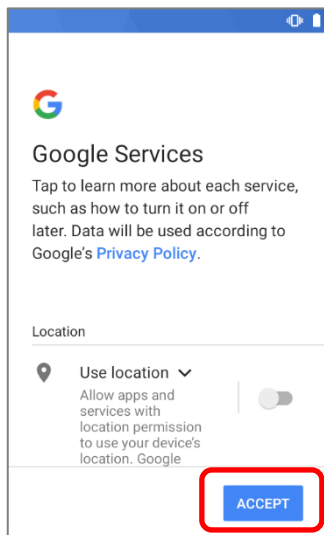 Google Services
Tap to learn more about each service,
such as how to turn it on or off
later. Data will be used according to
Google's Privacy Policy.
Location
Use location
Allow apps and
services with
location permission
to use your device's
location. Google
ACCEPT